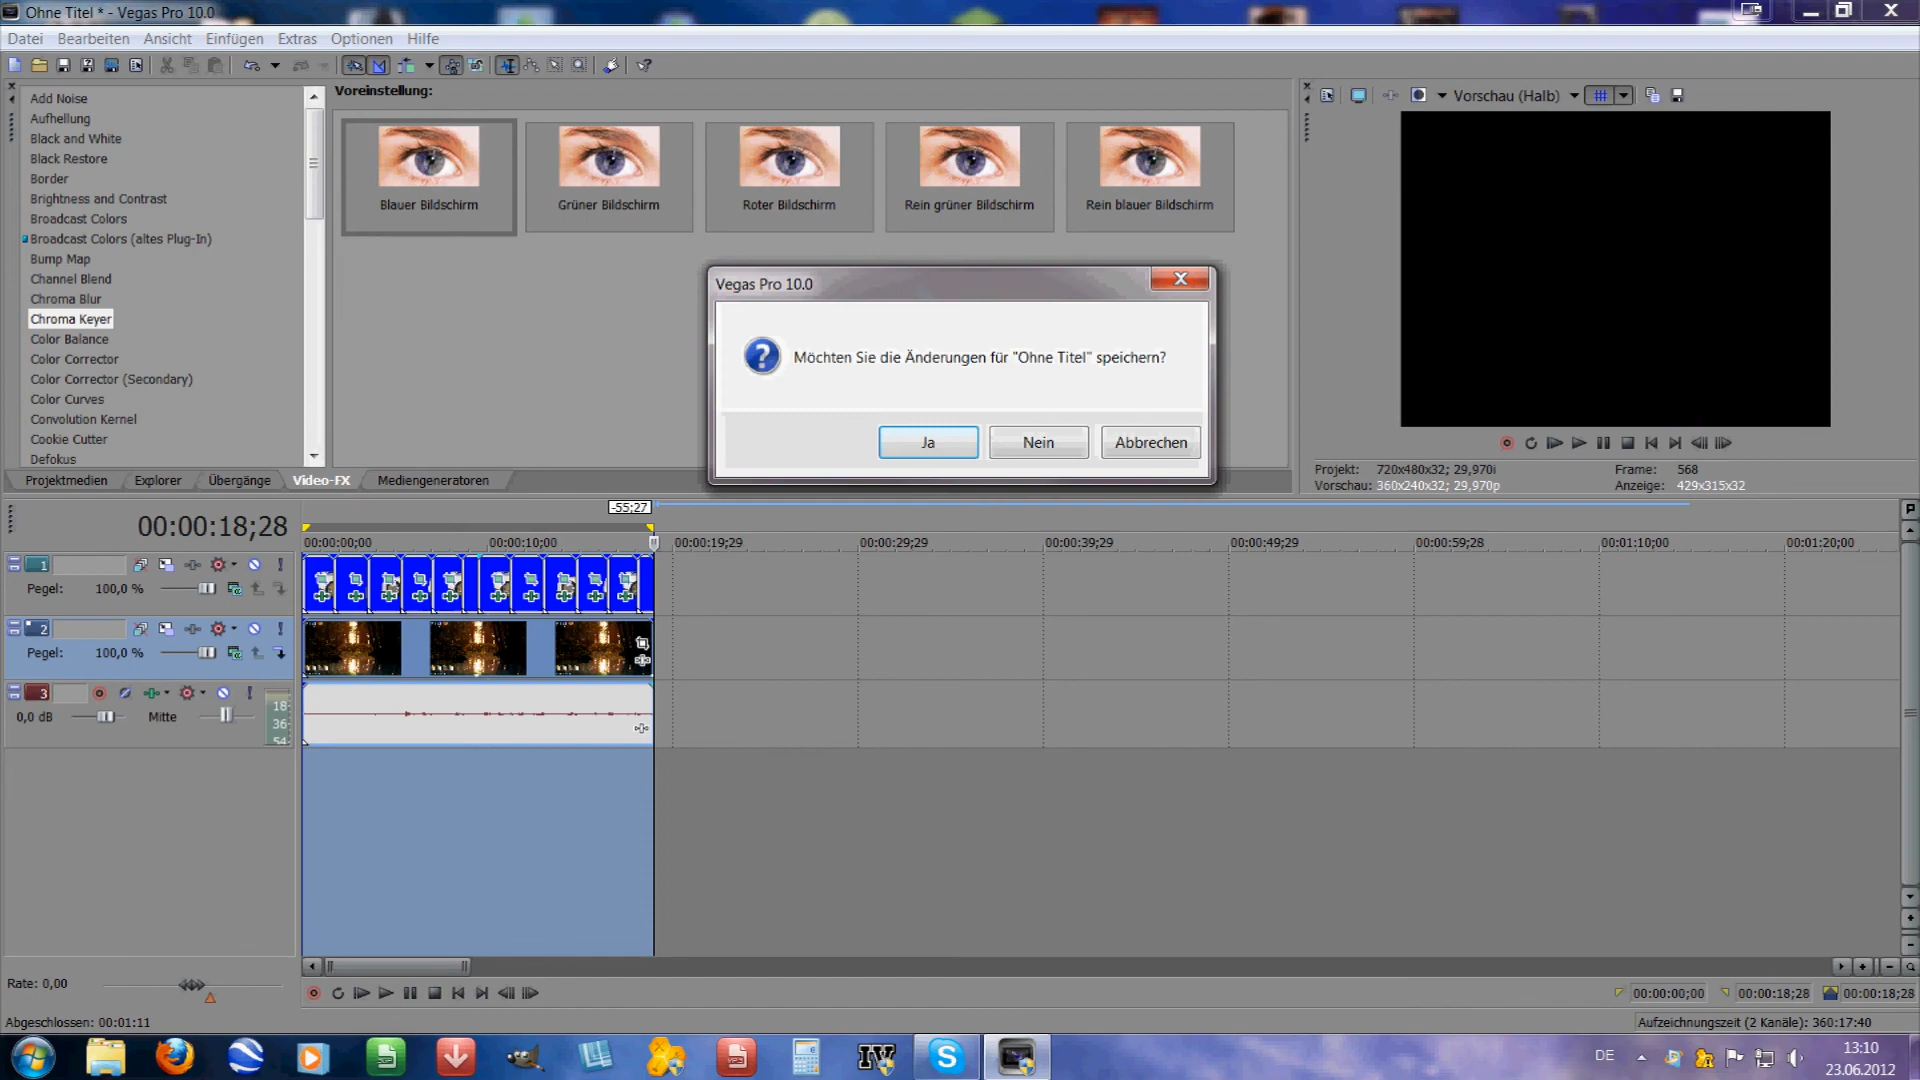 Ohne Titel * - Vegas Pro 10.0
Datei Bearbeiten Ansicht Einfügen Extras Optionen Hilfe
Add Noise
Aufhellung
Black and White
Black Restore
Border
Brightness and Contrast
Broadcast Colors
Broadcast Colors (altes Plug-In)
Bump Map
Channel Blend
Chroma Blur
Chroma Keyer
Color Balance
Color Corrector
Color Corrector (Secondary)
Color Curves
Convolution Kernel
Cookie Cutter
Defokus
Voreinstellung:
Blauer Bildschirm
Grüner Bildschirm
Roter Bildschirm
Rein grüner Bildschirm
Rein blauer Bildschirm
Vorschau (Halb)
Vegas Pro 10.0
Möchten Sie die Änderungen für "Ohne Titel" speichern?
Ja Nein Abbrechen
Projekt: 720x480x32; 29,970i Frame: 568
Vorschau: 360x240x32; 29,970p Anzeige: 429x315x32
Projektmedien Explorer Übergänge Video-FX Mediengeneratoren
-55;27
00:00:18;28
00:00:00;00 00:00:10;00 00:00:19;29 00:00:29;29 00:00:39;29 00:00:49;29 00:00:59;28 00:01:10;00 00:01:20;00
1
Pegel: 100,0 %
2
Pegel: 100,0 %
3
0,0 dB Mitte
18
36
54
Rate: 0,00
00:00:00;00 00:00:18;28 00:00:18;28
Abgeschlossen: 00:01:11
Aufzeichnungszeit (2 Kanäle): 360:17:40
IV
DE
13:10
23.06.2012